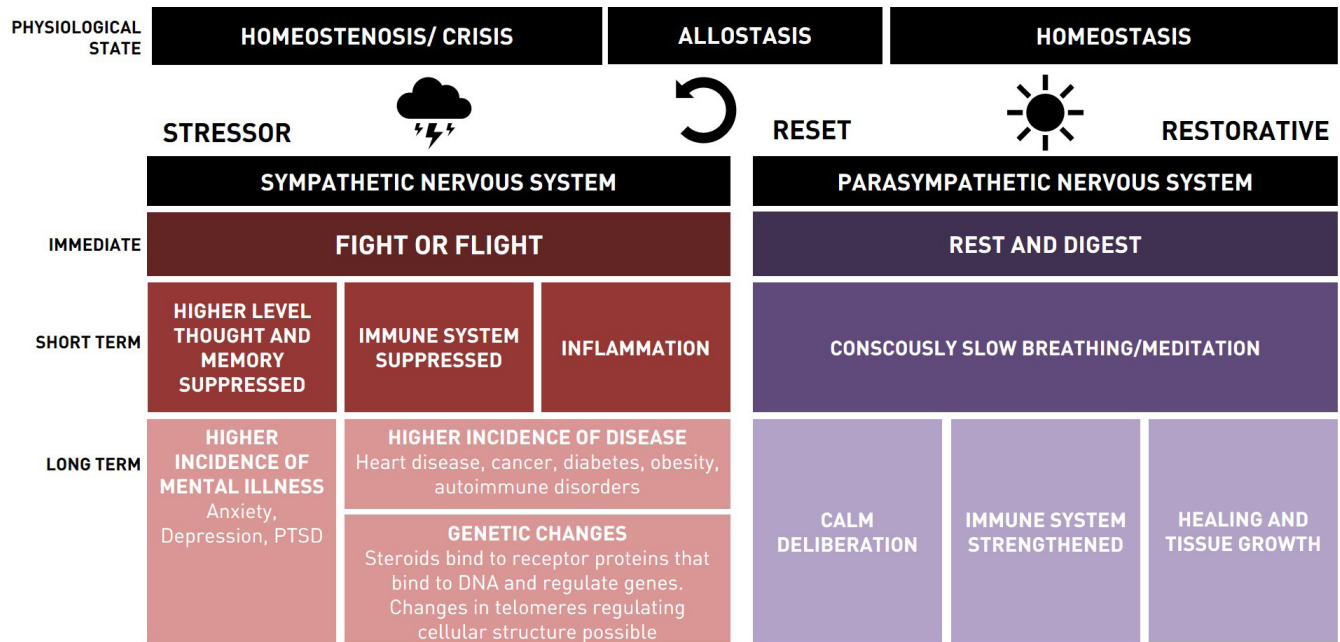 PHYSIOLOGICAL
STATE
HOMEOSTENOSIS/ CRISIS
ALLOSTASIS
HOMEOSTASIS
STRESSOR
RESET
RESTORATIVE
SYMPATHETIC NERVOUS SYSTEM
PARASYMPATHETIC NERVOUS SYSTEM
IMMEDIATE
FIGHT OR FLIGHT
REST AND DIGEST
SHORT TERM
HIGHER LEVEL
THOUGHT AND
MEMORY
SUPPRESSED
IMMUNE SYSTEM
SUPPRESSED
INFLAMMATION
CONSCOUSLY SLOW BREATHING/MEDITATION
LONG TERM
HIGHER
INCIDENCE OF
MENTAL ILLNESS
Anxiety,
Depression, PTSD
HIGHER INCIDENCE OF DISEASE
Heart disease, cancer, diabetes, obesity,
autoimmune disorders
GENETIC CHANGES
Steroids bind to receptor proteins that
bind to DNA and regulate genes.
Changes in telomeres regulating
cellular structure possible
CALM
DELIBERATION
IMMUNE SYSTEM
STRENGTHENED
HEALING AND
TISSUE GROWTH